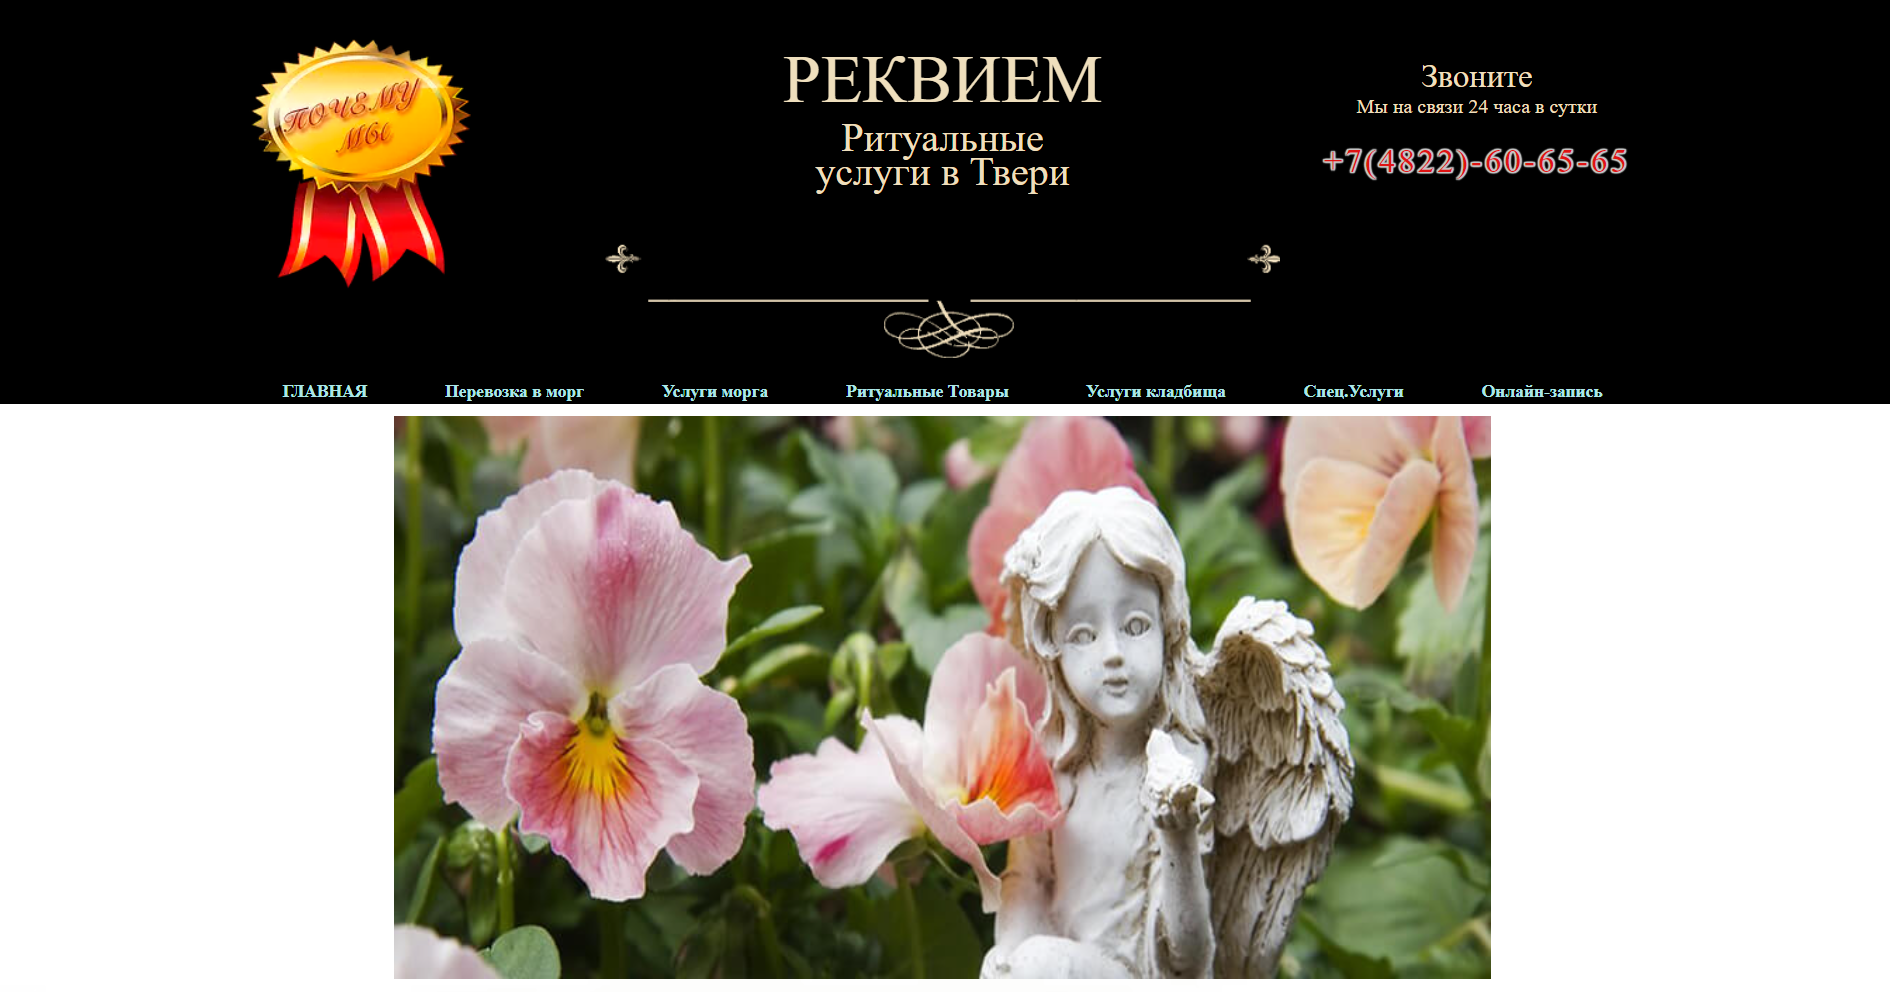 ПОЧЕМУ
МЫ
РЕКВИЕМ
Ритуальные
услуги в Твери
Звоните
Мы на связи 24 часа в сутки
+7(4822)-60-65-65
ГЛАВНАЯ Перевозка в морг Услуги морга Ритуальные Товары Услуги кладбища Спец.Услуги Онлайн-запись